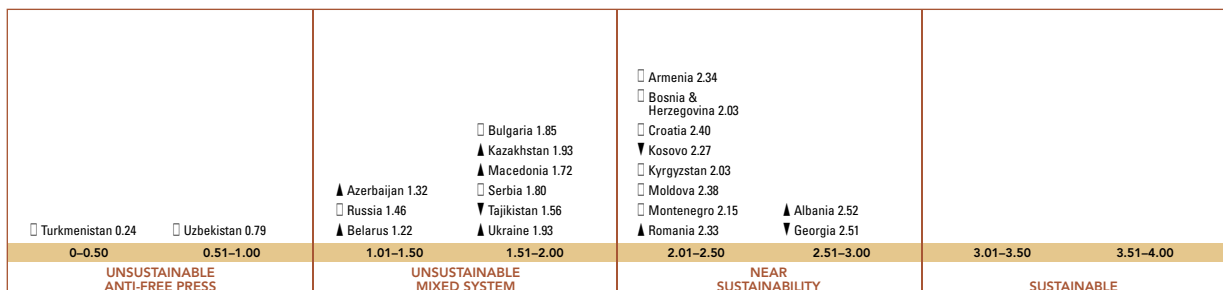 Armenia 2.34
Bosnia &
Herzegovina 2.03
Bulgaria 1.85
Croatia 2.40
Kazakhstan 1.93
Kosovo 2.27
Macedonia 1.72
Kyrgyzstan 2.03
Azerbaijan 1.32
Serbia 1.80
Moldova 2.38
Russia 1.46
Tajikistan 1.56
Montenegro 2.15
Albania 2.52
Turkmenistan 0.24
Uzbekistan 0.79
Belarus 1.22
Ukraine 1.93
Romania 2.33
Georgia 2.51
0–0.50
0.51–1.00
1.01–1.50
1.51–2.00
2.01–2.50
2.51–3.00
3.01–3.50
3.51–4.00
UNSUSTAINABLE
ANTI-FREE PRESS
UNSUSTAINABLE
MIXED SYSTEM
NEAR
SUSTAINABILITY
SUSTAINABLE